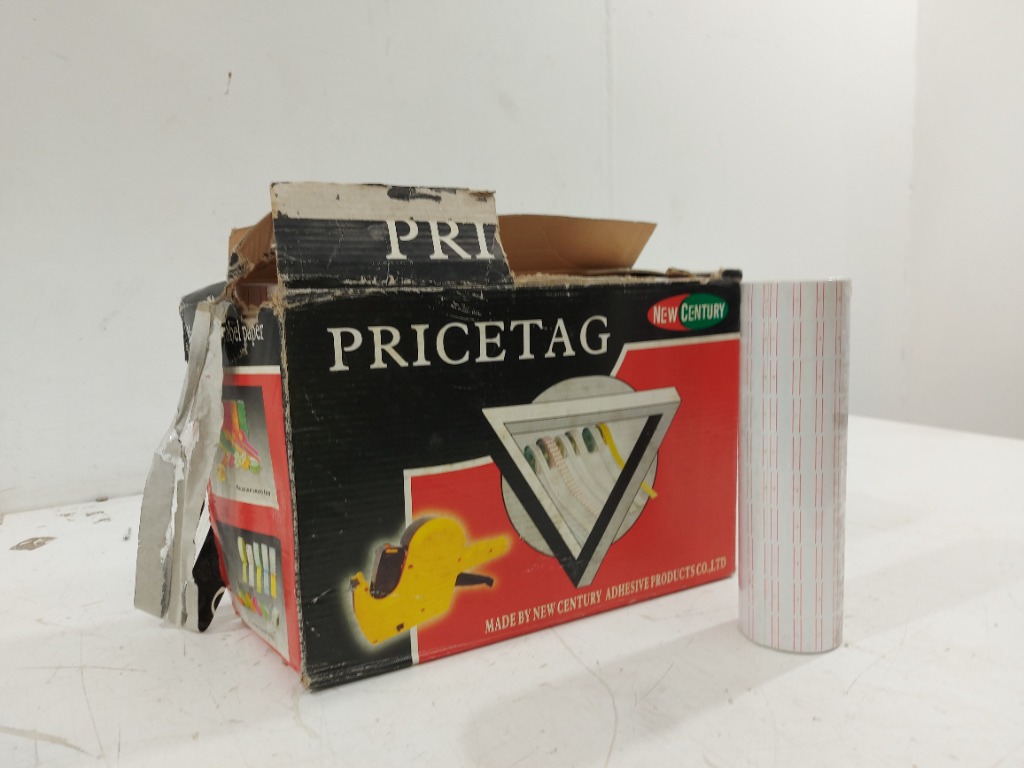 PRI
PRICETAG
NEW CENTURY
label paper
MADE BY NEW CENTURY ADHESIVE PRODUCTS CO.,LTD